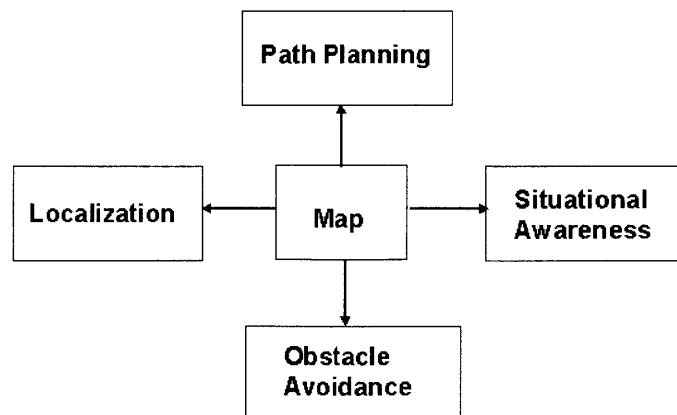 Path Planning
Localization
Map
Situational
Awareness
Obstacle
Avoidance